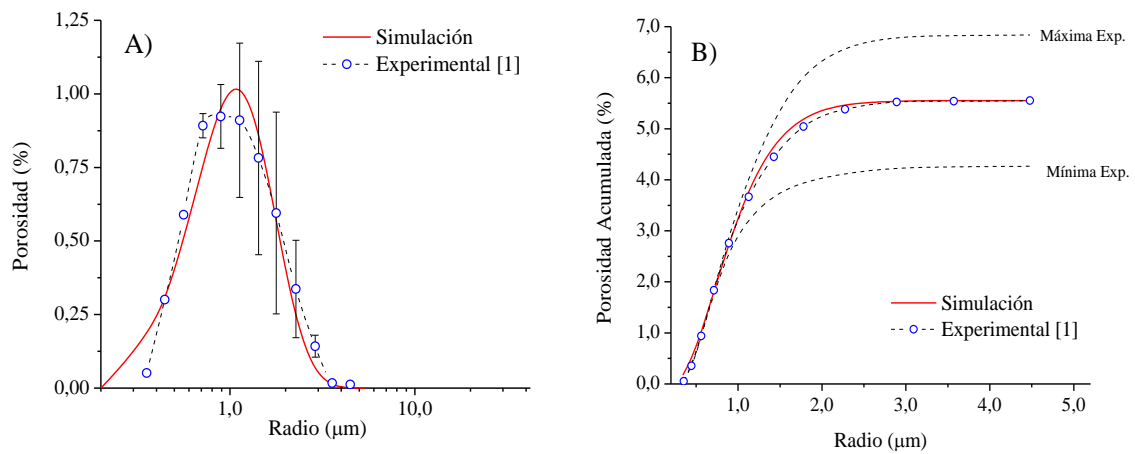 A)
Simulación
Experimental [1]
1,25
1,00
0,75
0,50
0,25
0,00
Porosidad (%)
1,0
10,0
Radio (μm)
B)
Máxima Exp.
Mínima Exp.
Simulación
Experimental [1]
7,0
6,0
5,0
4,0
3,0
2,0
1,0
0,0
Porosidad Acumulada (%)
1,0
2,0
3,0
4,0
5,0
Radio (μm)